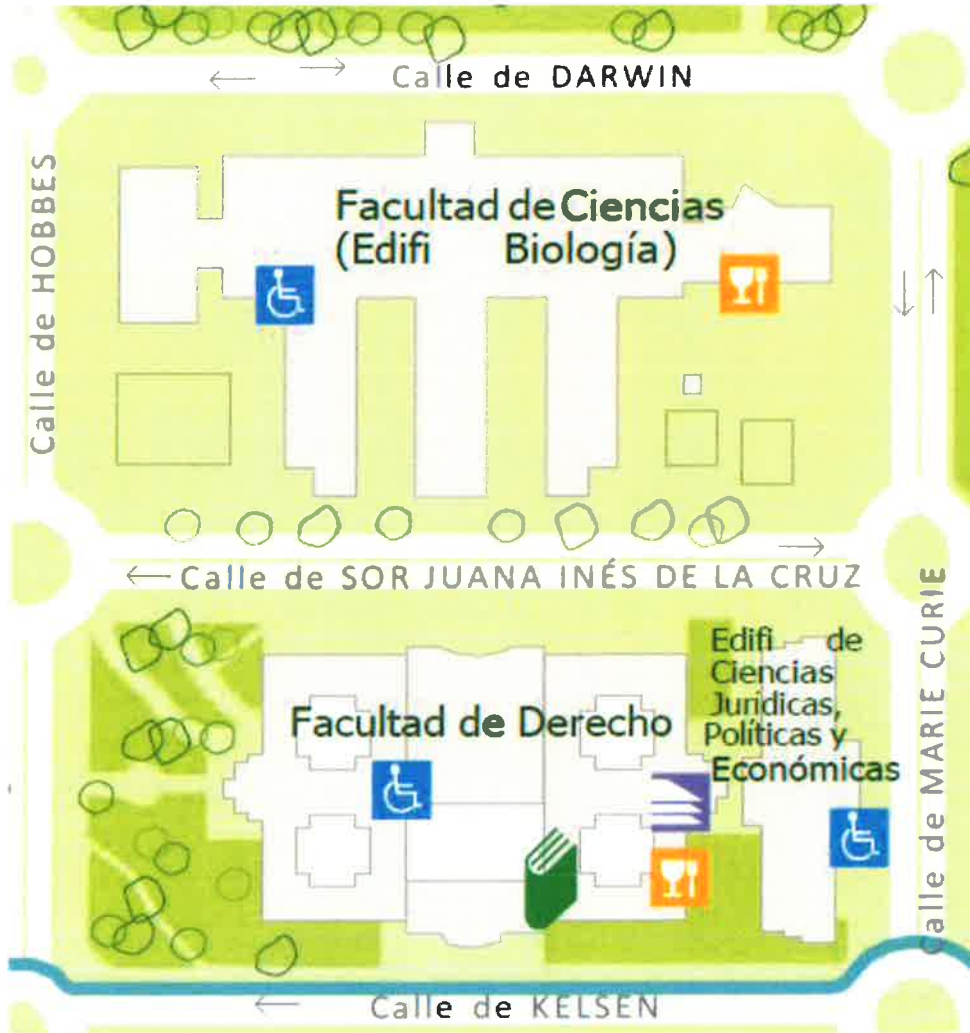 Calle de DARWIN
Calle de HOBBES
Facultad de Ciencias
(Edifi Biología)
Calle de SOR JUANA INÉS DE LA CRUZ
Calle de MARIE CURIE
Facultad de Derecho
Edifi de
Ciencias
Jurídicas,
Políticas y
Económicas
Calle de KELSEN